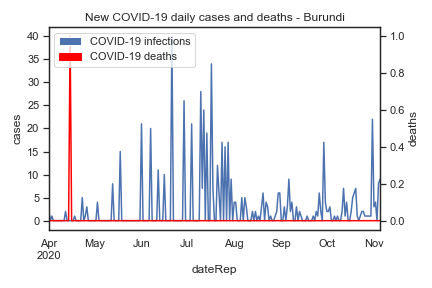 New COVID-19 daily cases and deaths - Burundi
COVID-19 infections
COVID-19 deaths
40
35
30
25
20
15
10
5
0
cases
1.0
0.8
0.6
0.4
0.2
0.0
deaths
Apr May Jun Jul Aug Sep Oct Nov
2020
dateRep